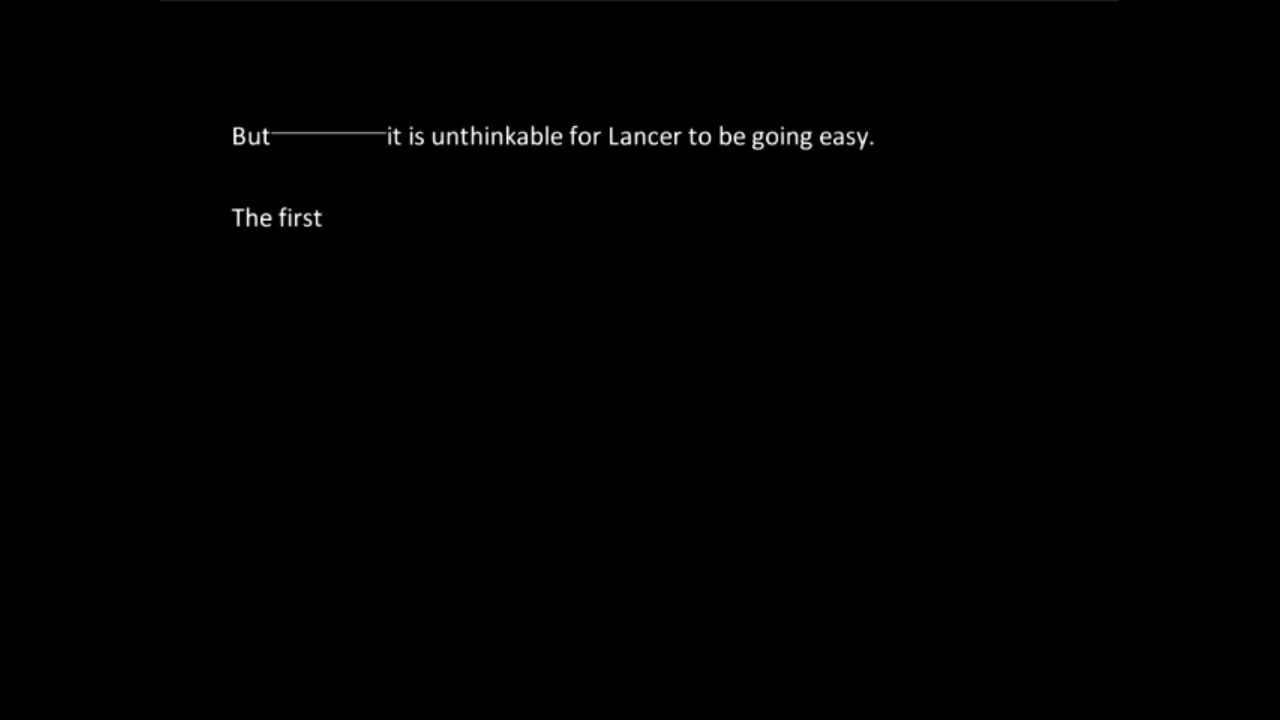 But————it is unthinkable for Lancer to be going easy.
The first